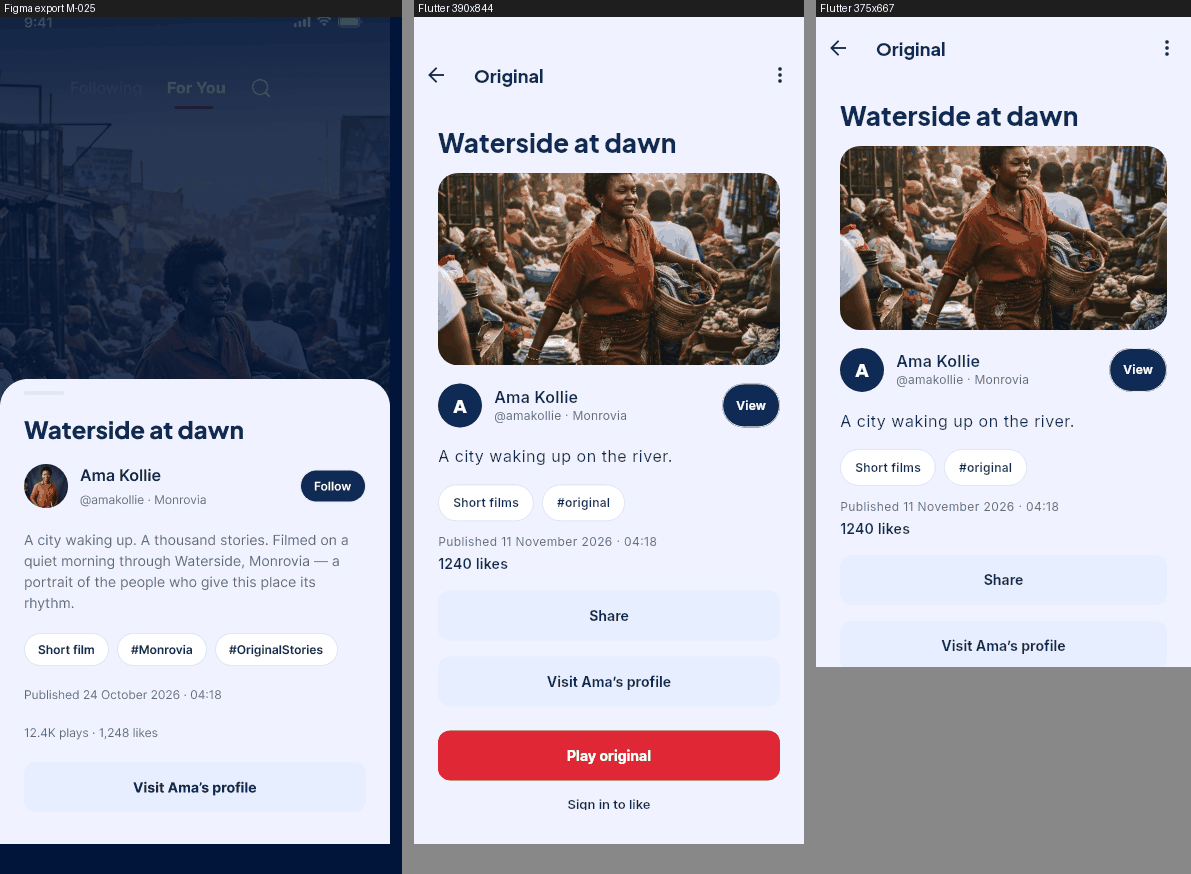 Figma export M-025
9:41
Following
For You
Waterside at dawn
Ama Kollie
@amakollie · Monrovia
Follow
A city waking up. A thousand stories. Filmed on a
quiet morning through Waterside, Monrovia — a
portrait of the people who give this place its
rhythm.
Short film
#Monrovia
#OriginalStories
Published 24 October 2026 · 04:18
12.4K plays · 1,248 likes
Visit Ama's profile
Flutter 390x844
Original
Waterside at dawn
A
Ama Kollie
@amakollie · Monrovia
View
A city waking up on the river.
Short films
#original
Published 11 November 2026 · 04:18
1240 likes
Share
Visit Ama's profile
Play original
Sign in to like
Flutter 375x667
Original
Waterside at dawn
A
Ama Kollie
@amakollie · Monrovia
View
A city waking up on the river.
Short films
#original
Published 11 November 2026 · 04:18
1240 likes
Share
Visit Ama's profile